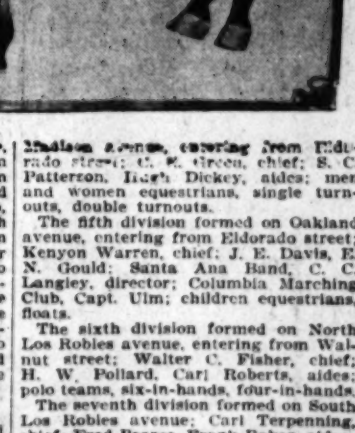 Madison avenue, entering from Eldo-
rado street; C. E. Green, chief; S. C.
Patterson, Hugh Dickey, aides; men
and women equestrians, single turn-
outs, double turnouts.
The fifth division formed on Oakland
avenue, entering from Eldorado street;
Kenyon Warren, chief; J. E. Davis, E.
N. Gould; Santa Ana Band, C. C.
Langley, director; Columbia Marching
Club, Capt. Ulm; children equestrians,
floats.
The sixth division formed on North
Los Robles avenue, entering from Wal-
nut street; Walter C. Fisher, chief;
H. W. Pollard, Carl Roberts, aides;
polo teams, six-in-hands, four-in-hands.
The seventh division formed on South
Los Robles avenue; Carl Terpenning,